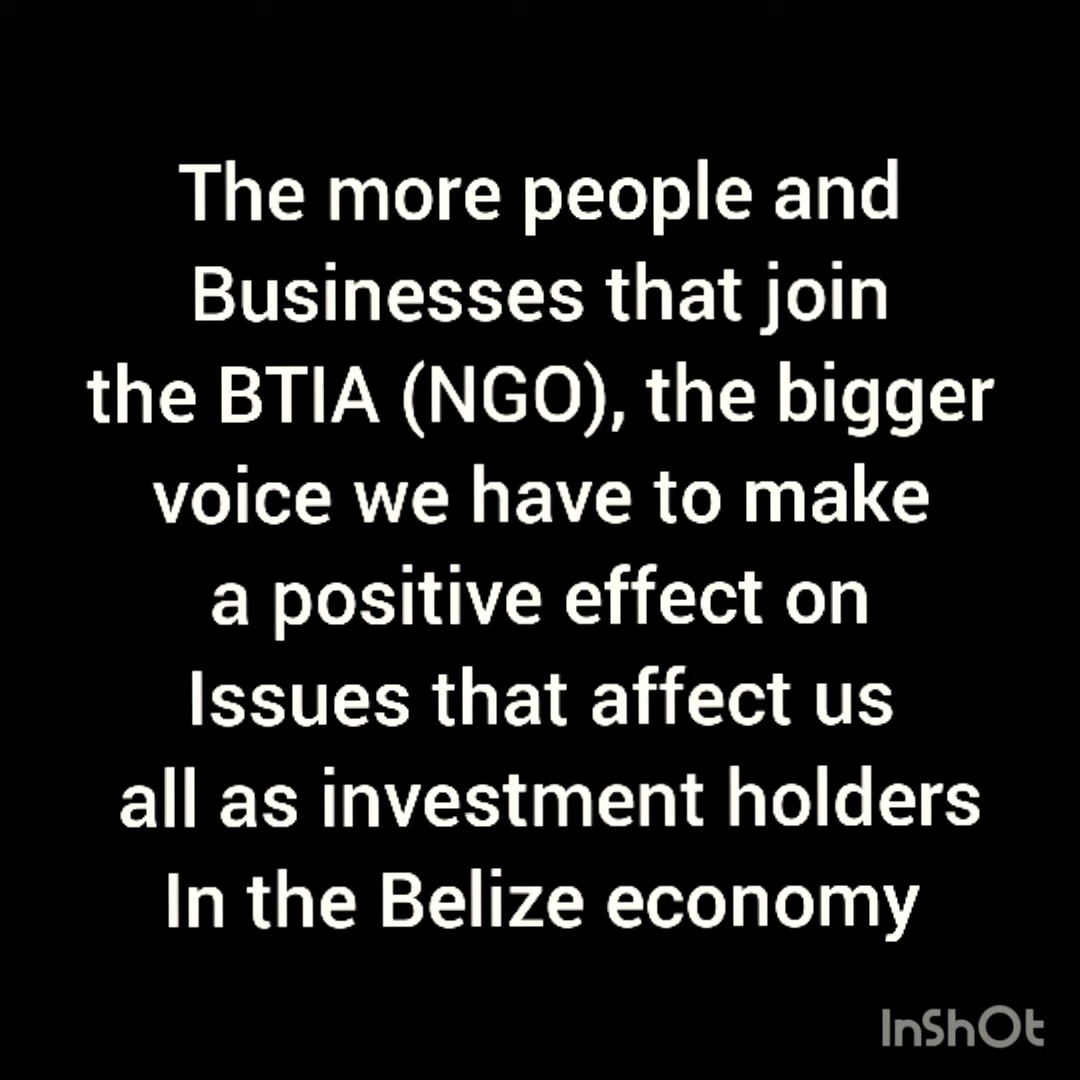 The more people and
Businesses that join
the BTIA (NGO), the bigger
voice we have to make
a positive effect on
Issues that affect us
all as investment holders
In the Belize economy
InShOt